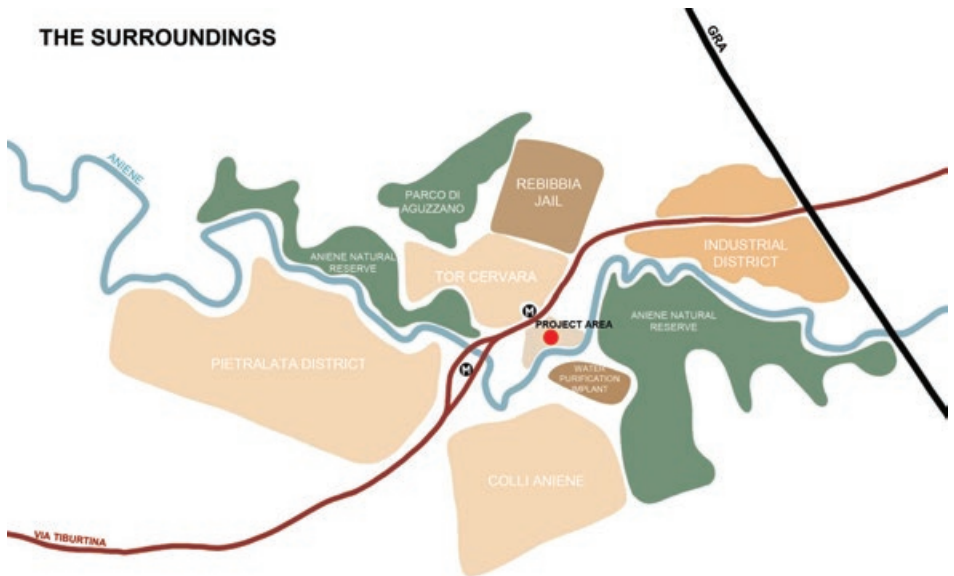 THE SURROUNDINGS
GRA
ANIENE
PARCO DI
AGUZZANO
REBIBBIA
JAIL
ANIENE NATURAL
RESERVE
TOR CERVARA
INDUSTRIAL
DISTRICT
M
PROJECT AREA
ANIENE NATURAL
RESERVE
PIETRALATA DISTRICT
M
WATER
PURIFICATION
IMPLANT
COLLI ANIENE
VIA TIBURTINA